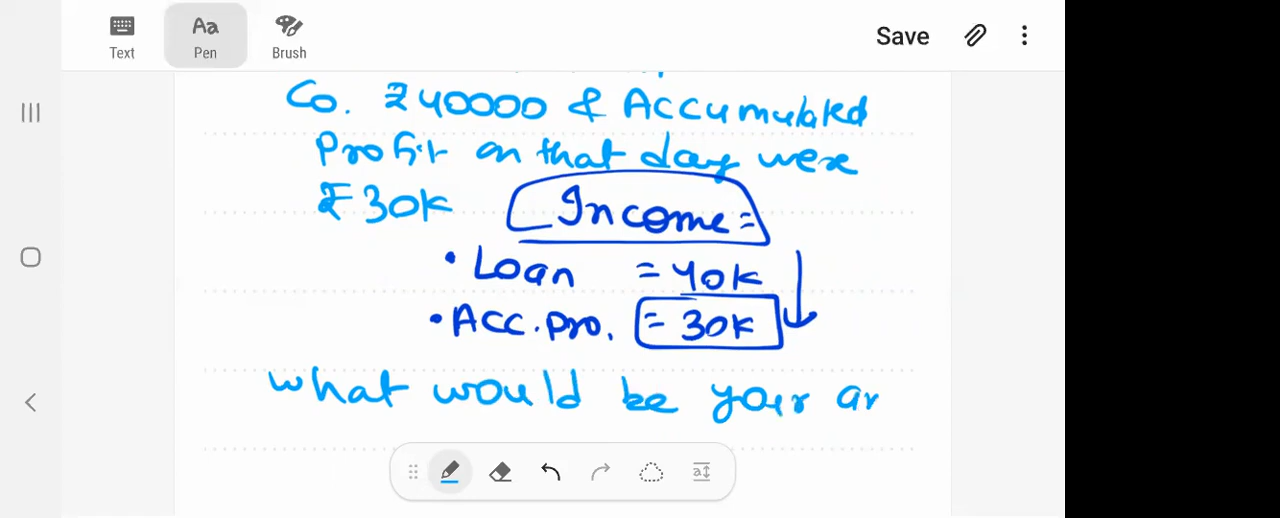 Text
Pen
Brush
Save
Co. ₹40000 & Accumulated
Profit on that day were
₹30K
Income =
• Loan = 40K
• Acc. Pro. = 30K
what would be your an